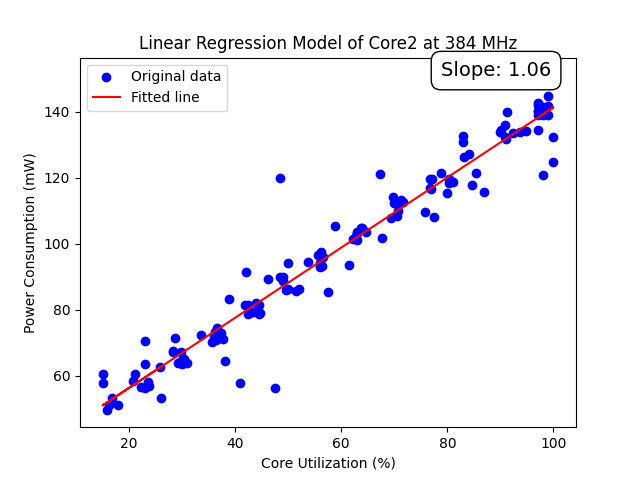 Linear Regression Model of Core2 at 384 MHz
Slope: 1.06
Original data
Fitted line
Power Consumption (mW)
140
120
100
80
60
20 40 60 80 100
Core Utilization (%)